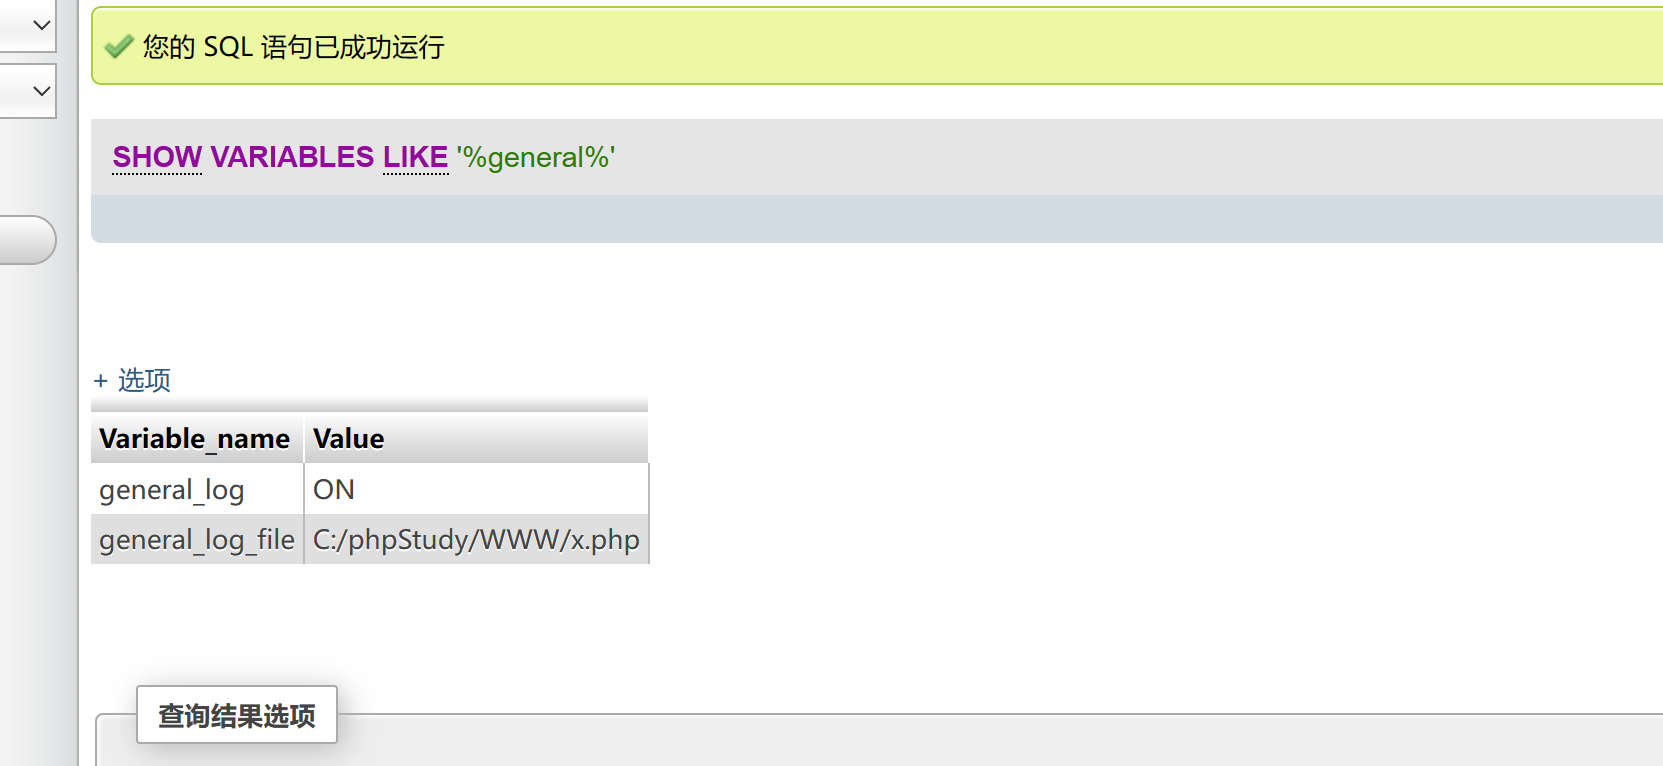 您的 SQL 语句已成功运行
SHOW VARIABLES LIKE '%general%'
+ 选项
Variable_name Value
general_log ON
general_log_file C:/phpStudy/WWW/x.php
查询结果选项